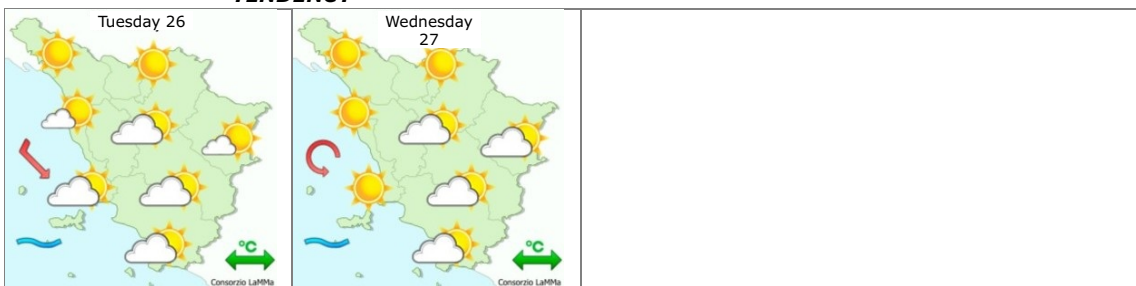 TENDENCY
Tuesday 26
Wednesday
27
°C
°C
Consorzio LaMMa
Consorzio LaMMa